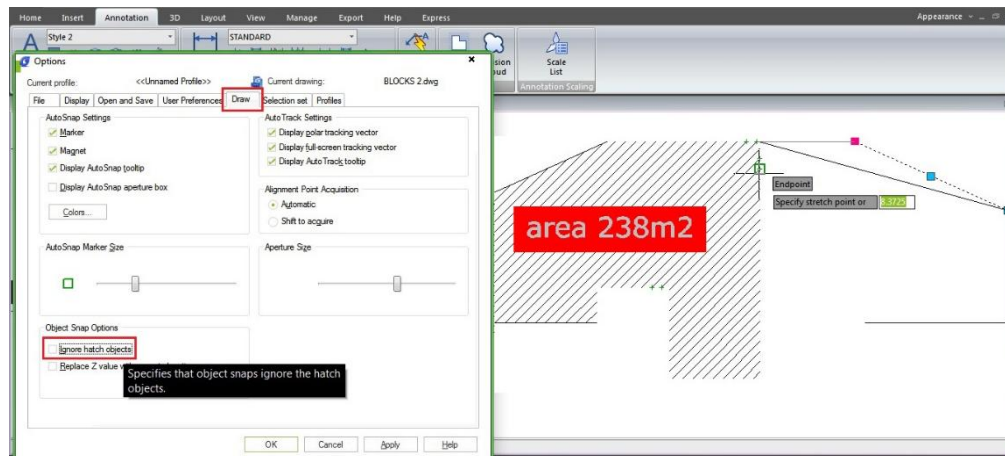 Home Insert Annotation 3D Layout View Manage Export Help Express Appearance
Style 2 STANDARD
Scale
List
Annotation Scaling
Options
Current profile: <<Unnamed Profile>> Current drawing: BLOCKS 2.dwg
File Display Open and Save User Preferences Draw Selection set Profiles
AutoSnap Settings
Marker
Magnet
Display AutoSnap tooltip
Display AutoSnap aperture box
Colors...
AutoTrack Settings
Display polar tracking vector
Display full-screen tracking vector
Display AutoTrack tooltip
Alignment Point Acquisition
Automatic
Shift to acquire
AutoSnap Marker Size
Aperture Size
Object Snap Options
Ignore hatch objects
Replace Z value
Specifies that object snaps ignore the hatch
objects.
OK Cancel Apply Help
area 238m2
Endpoint
Specify stretch point or 8.3725